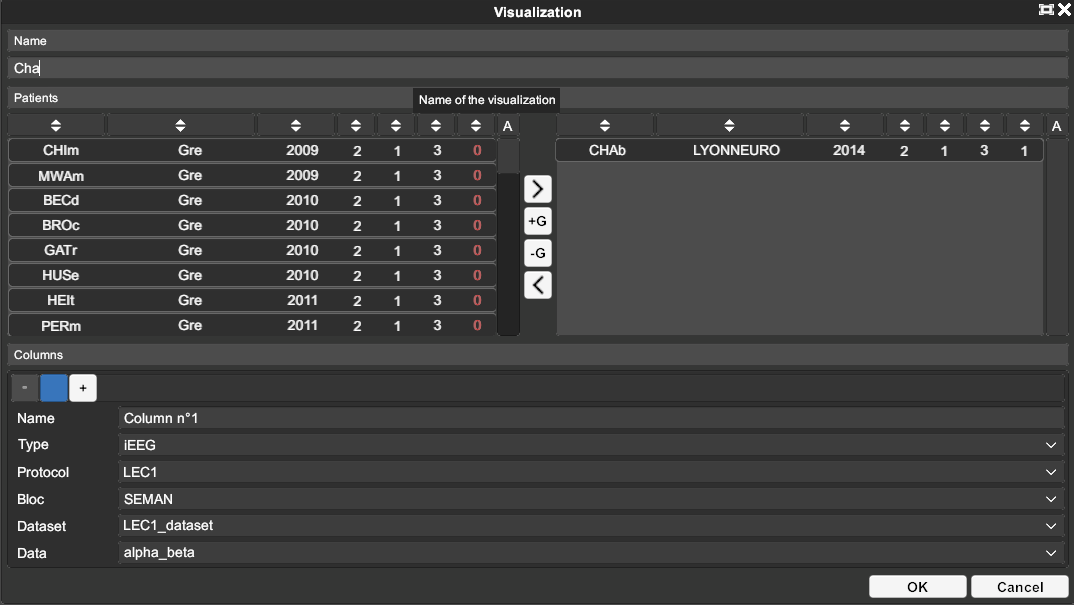 Visualization
Name
Cha
Patients
Name of the visualization
A A
CHIm Gre 2009 2 1 3 0 CHAb LYONNEURO 2014 2 1 3 1
MWAm Gre 2009 2 1 3 0
BECd Gre 2010 2 1 3 0
BROc Gre 2010 2 1 3 0
+G
GATr Gre 2010 2 1 3 0
-G
HUSe Gre 2010 2 1 3 0
HEIt Gre 2011 2 1 3 0
PERm Gre 2011 2 1 3 0
Columns
- +
Name Column n°1
Type iEEG
Protocol LEC1
Bloc SEMAN
Dataset LEC1_dataset
Data alpha_beta
OK Cancel